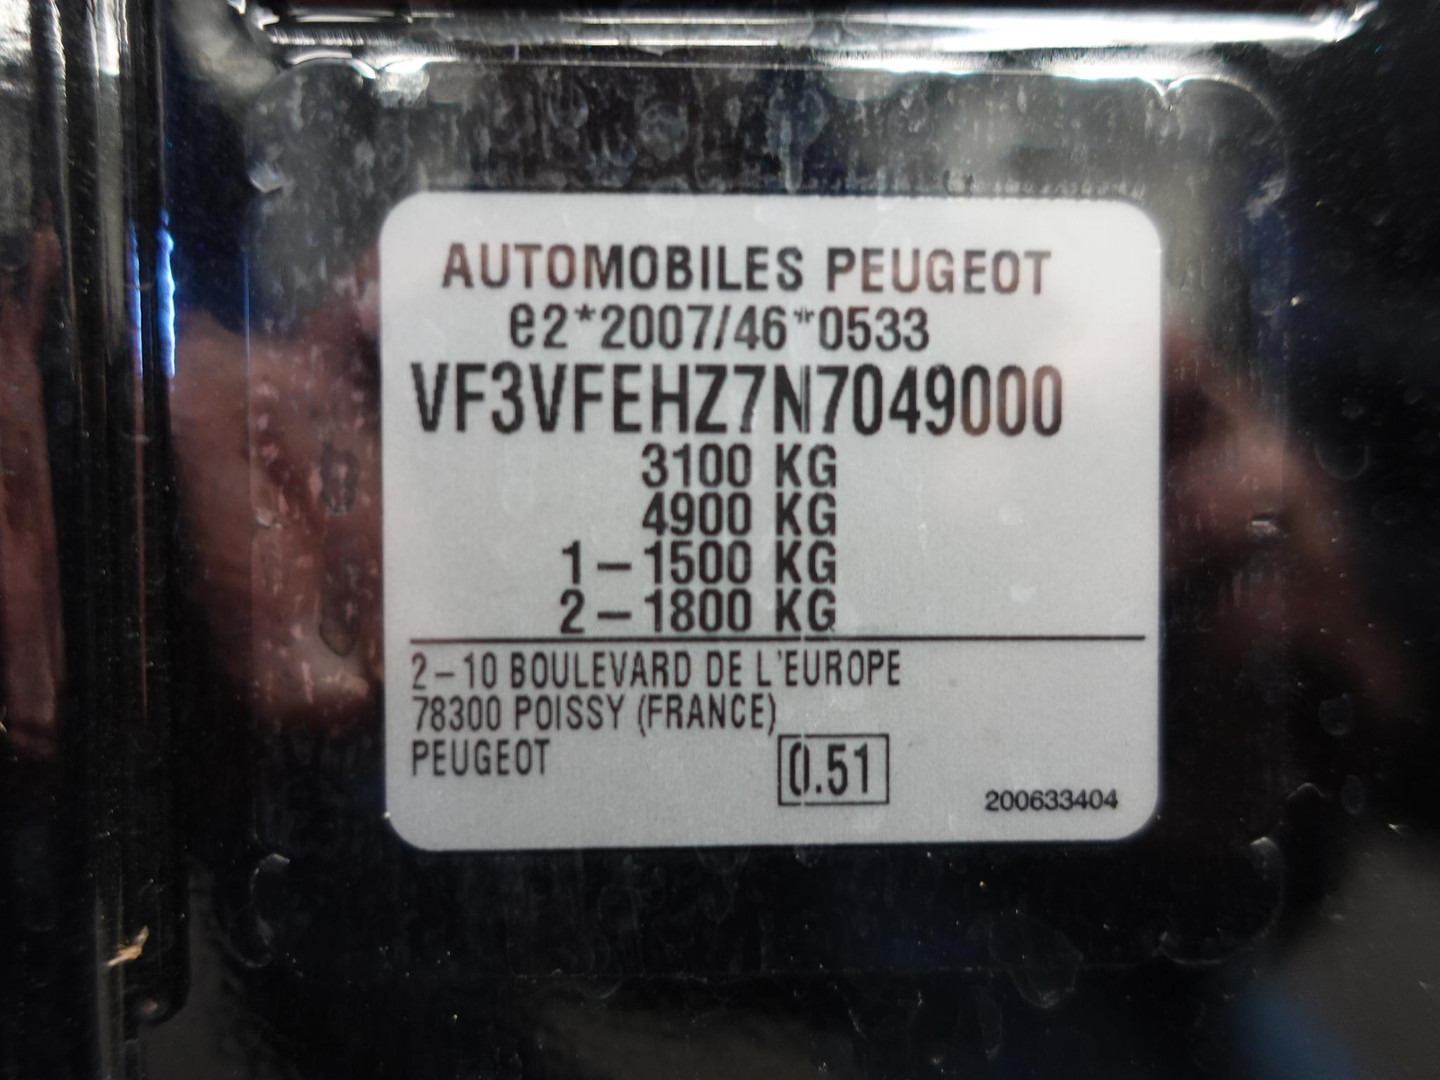 AUTOMOBILES PEUGEOT
e2*2007/46*0533
VF3VFEHZ7N7049000
3100 KG
4900 KG
1-1500 KG
2-1800 KG
2-10 BOULEVARD DE L'EUROPE
78300 POISSY (FRANCE)
PEUGEOT
0.51
200633404